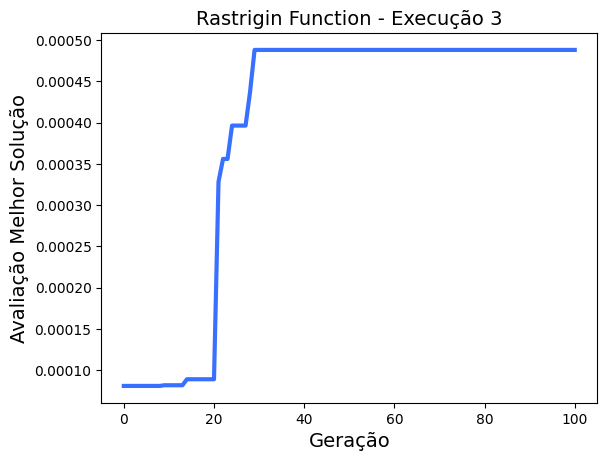 Rastrigin Function - Execução 3
Avaliação Melhor Solução
0.00050
0.00045
0.00040
0.00035
0.00030
0.00025
0.00020
0.00015
0.00010
0 20 40 60 80 100
Geração